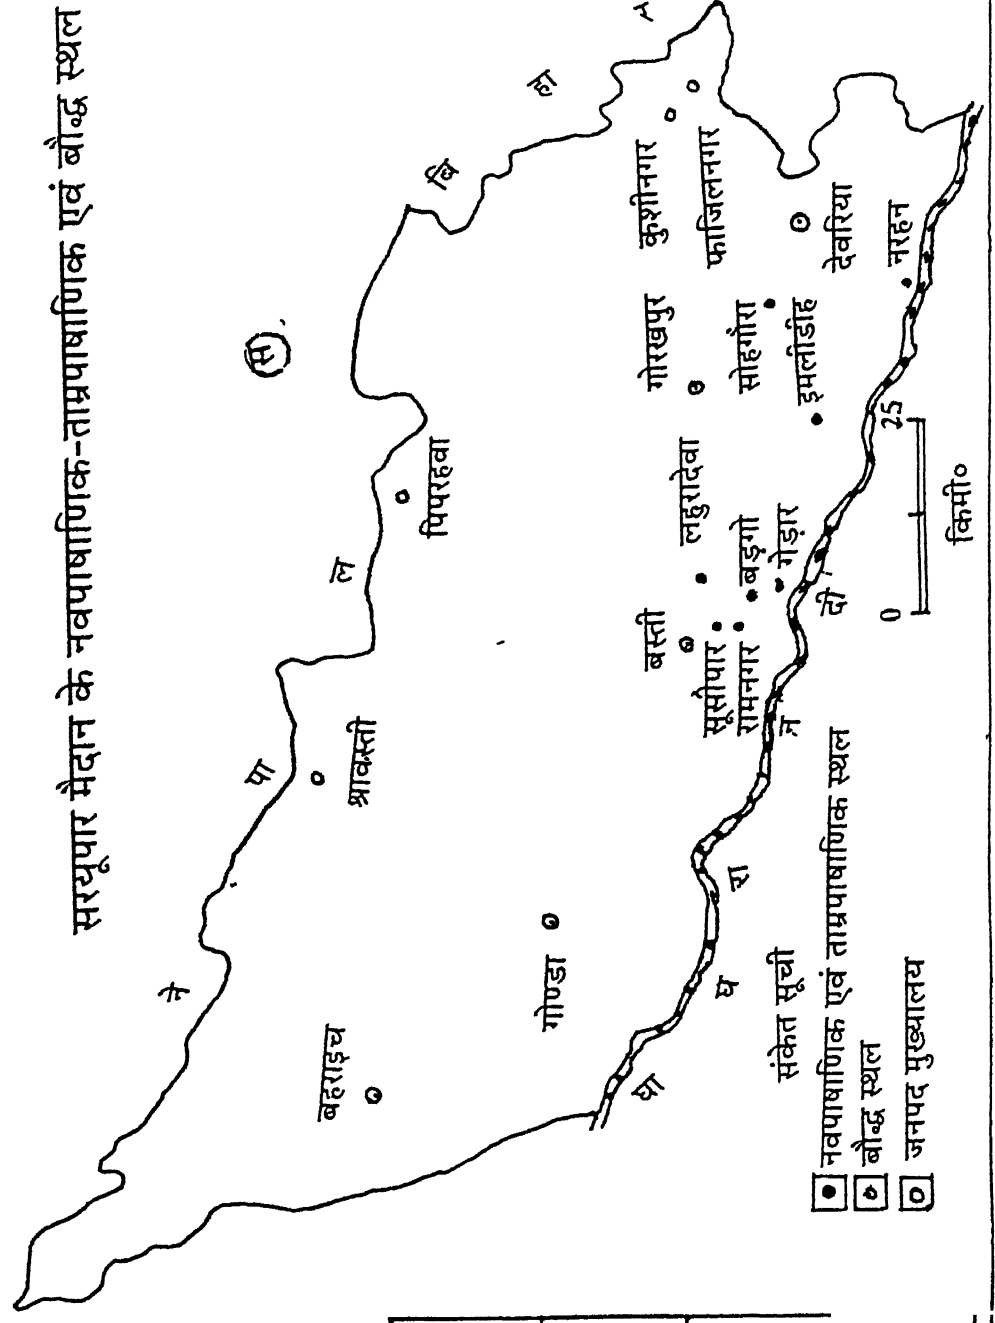 सरयूपार मैदान के नवपाषाणिक-ताम्रपाषाणिक एवं बौद्ध स्थल
स
ने
पा
ल
बि
हा
र
बहराइच
गोण्डा
श्रावस्ती
पिपरहवा
बस्ती
लहुरादेवा
गोरखपुर
कुशीनगर
फाजिलनगर
सूसीपार
रामनगर
बड़गो
गेड़ार
सोहगौरा
इमलीडीह
देवरिया
नरहन
घा
घ
रा
न
दी
संकेत सूची
नवपाषाणिक एवं ताम्रपाषाणिक स्थल
बौद्ध स्थल
जनपद मुख्यालय
0 25
किमी०